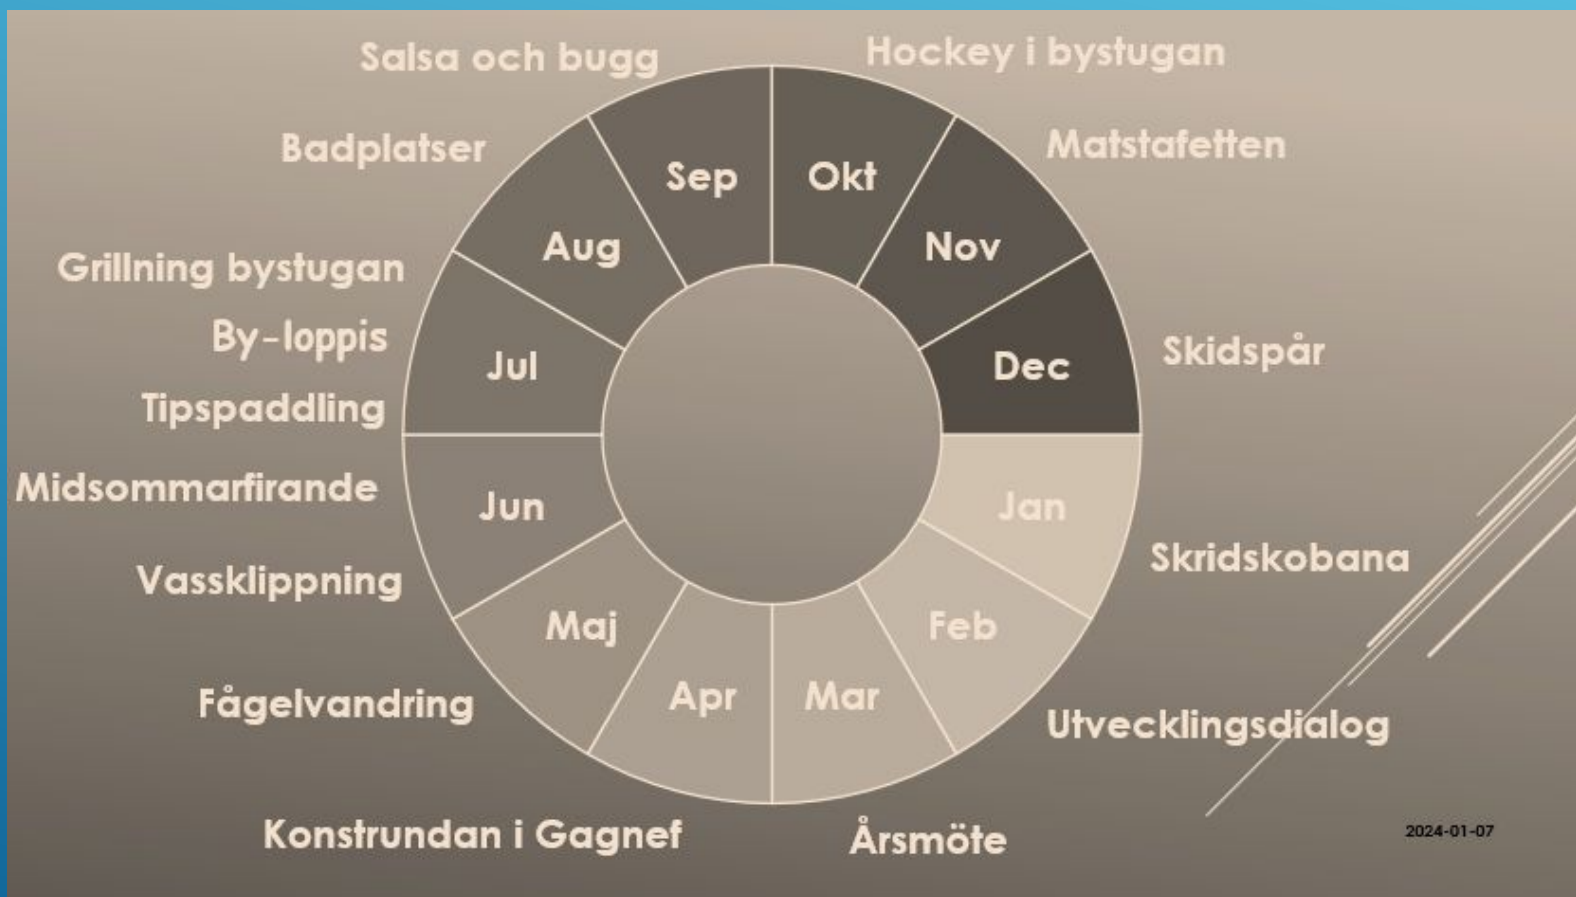 Salsa och bugg
Hockey i bystugan
Badplatser
Matstafetten
Sep
Okt
Aug
Nov
Grillning bystugan
By-loppis
Jul
Dec
Skidspår
Tipspaddling
Midsommarfirande
Jun
Jan
Vassklippning
Skridskobana
Maj
Feb
Fågelvandring
Apr
Mar
Utvecklingsdialog
Konstrundan i Gagnef
Årsmöte
2024-01-07